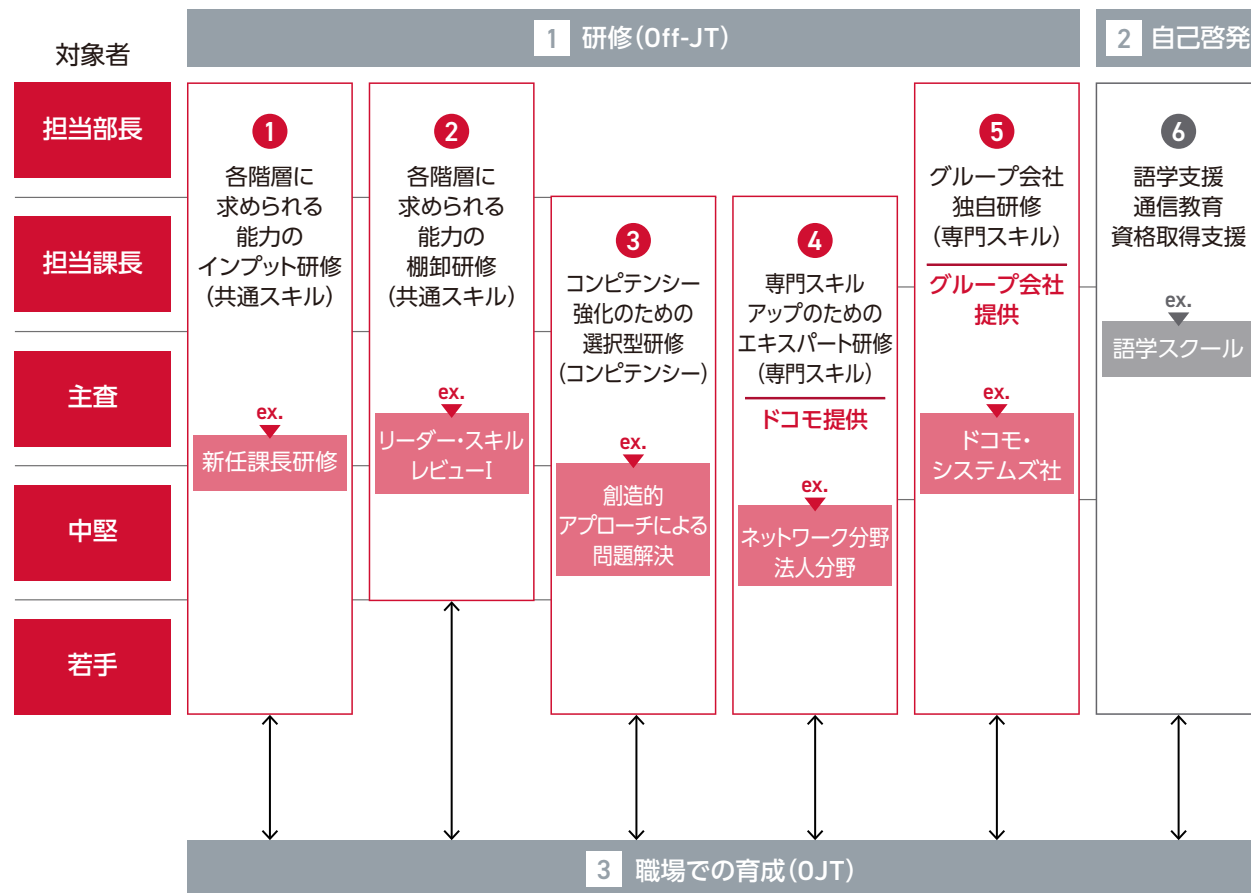 対象者
1 研修(Off-JT)
2 自己啓発
担当部長
担当課長
主査
中堅
若手
1
各階層に
求められる
能力の
インプット研修
(共通スキル)
ex.
新任課長研修
2
各階層に
求められる
能力の
棚卸研修
(共通スキル)
ex.
リーダー・スキル
レビューI
3
コンピテンシー
強化のための
選択型研修
(コンピテンシー)
ex.
創造的
アプローチによる
問題解決
4
専門スキル
アップのための
エキスパート研修
(専門スキル)
ドコモ提供
ex.
ネットワーク分野
法人分野
5
グループ会社
独自研修
(専門スキル)
グループ会社
提供
ex.
ドコモ・
システムズ社
6
語学支援
通信教育
資格取得支援
ex.
語学スクール
3 職場での育成(OJT)